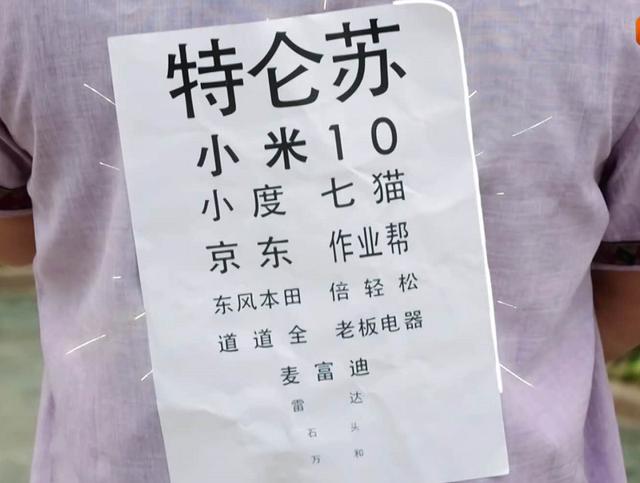 特仑苏
小米10
小度 七猫
京东 作业帮
东风本田 倍轻松
道道全 老板电器
麦富迪
雷 达
石 头
万 和